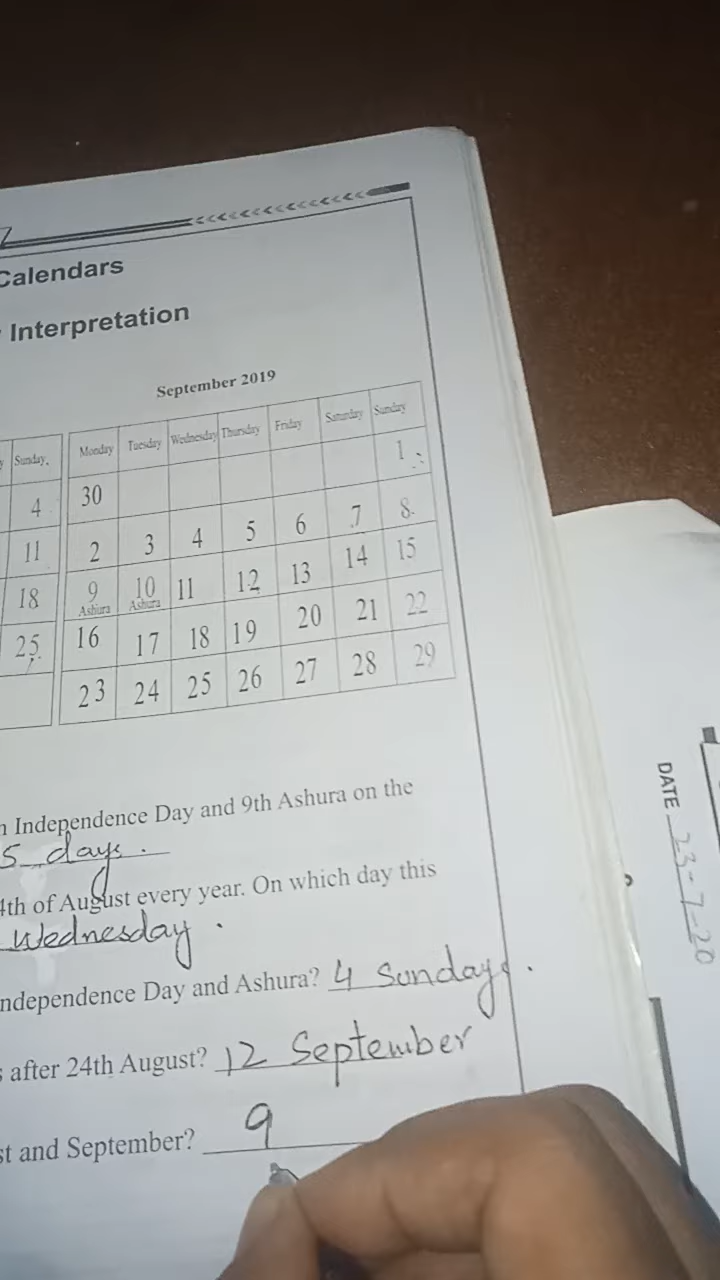 Calendars
Interpretation
September 2019
Sunday, Monday Tuesday Wednesday Thursday Friday Saturday Sunday
4 30 1
11 2 3 4 5 6 7 8
18 9 10 11 12 13 14 15
Ashura Ashura
25 16 17 18 19 20 21 22
23 24 25 26 27 28 29
Independence Day and 9th Ashura on the
5 days.
4th of August every year. On which day this
Wednesday.
ndependence Day and Ashura? 4 Sundays.
after 24th August? 12 September
st and September? 9
DATE 23-7-20